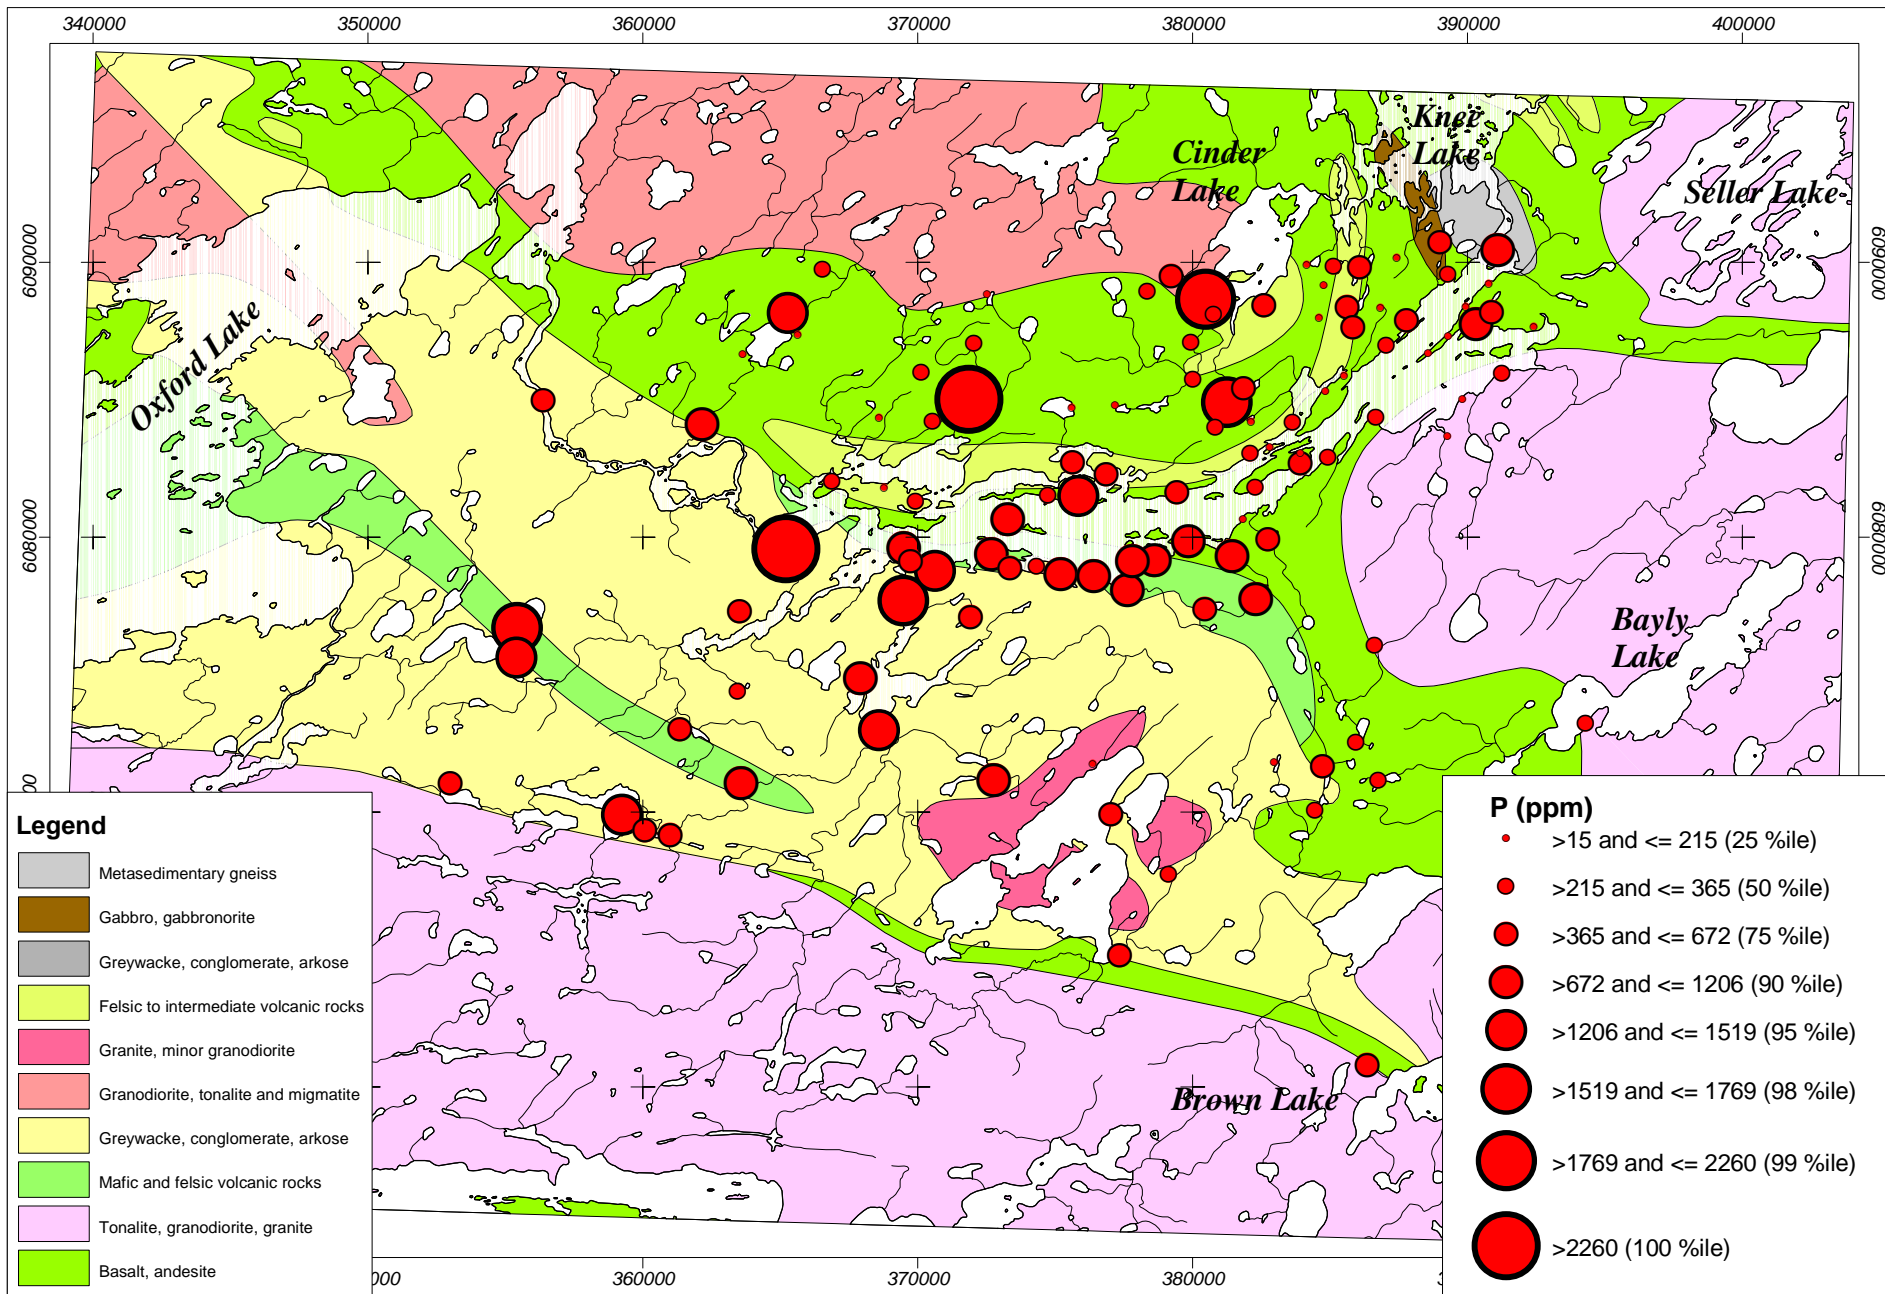 340000 350000 360000 370000 380000 390000 400000
Knee
Lake
Cinder
Lake
Seller Lake
6090000
6090000
Oxford Lake
6080000
6080000
Bayly
Lake
Brown Lake
Legend
Metasedimentary gneiss
Gabbro, gabbronorite
Greywacke, conglomerate, arkose
Felsic to intermediate volcanic rocks
Granite, minor granodiorite
Granodiorite, tonalite and migmatite
Greywacke, conglomerate, arkose
Mafic and felsic volcanic rocks
Tonalite, granodiorite, granite
Basalt, andesite
P (ppm)
>15 and <= 215 (25 %ile)
>215 and <= 365 (50 %ile)
>365 and <= 672 (75 %ile)
>672 and <= 1206 (90 %ile)
>1206 and <= 1519 (95 %ile)
>1519 and <= 1769 (98 %ile)
>1769 and <= 2260 (99 %ile)
>2260 (100 %ile)
360000 370000 380000